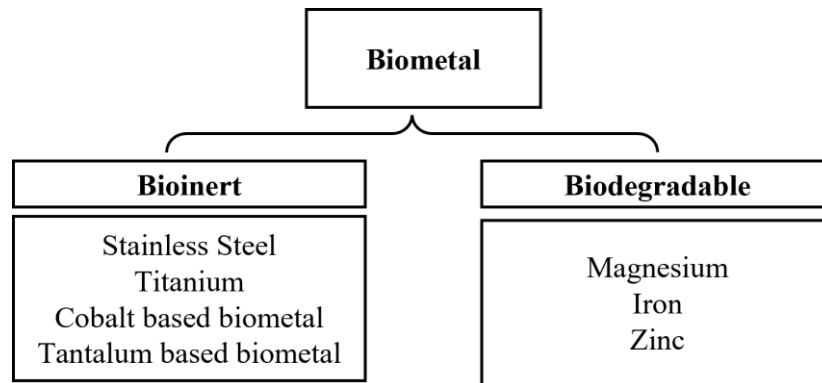 Biometal
Bioinert
Stainless Steel
Titanium
Cobalt based biometal
Tantalum based biometal
Biodegradable
Magnesium
Iron
Zinc